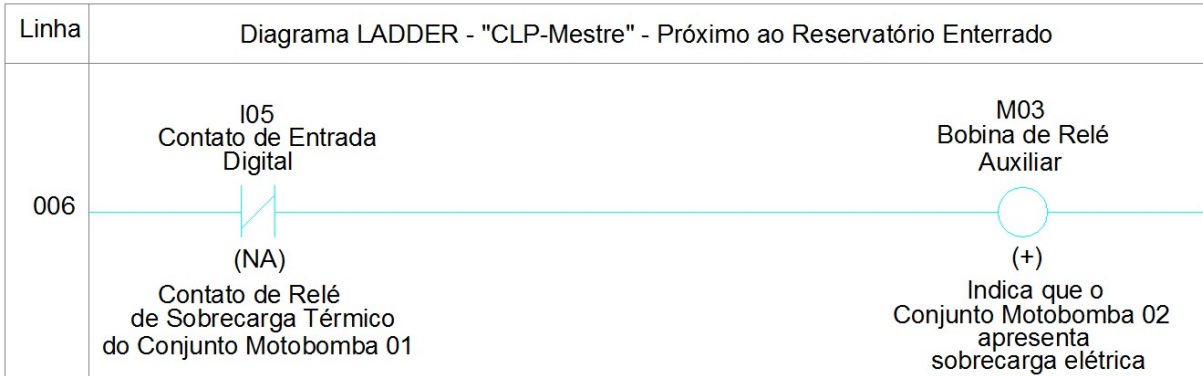 Linha
Diagrama LADDER - "CLP-Mestre" - Próximo ao Reservatório Enterrado
I05
Contato de Entrada
Digital
M03
Bobina de Relé
Auxiliar
006
(NA)
Contato de Relé
de Sobrecarga Térmico
do Conjunto Motobomba 01
(+)
Indica que o
Conjunto Motobomba 02
apresenta
sobrecarga elétrica